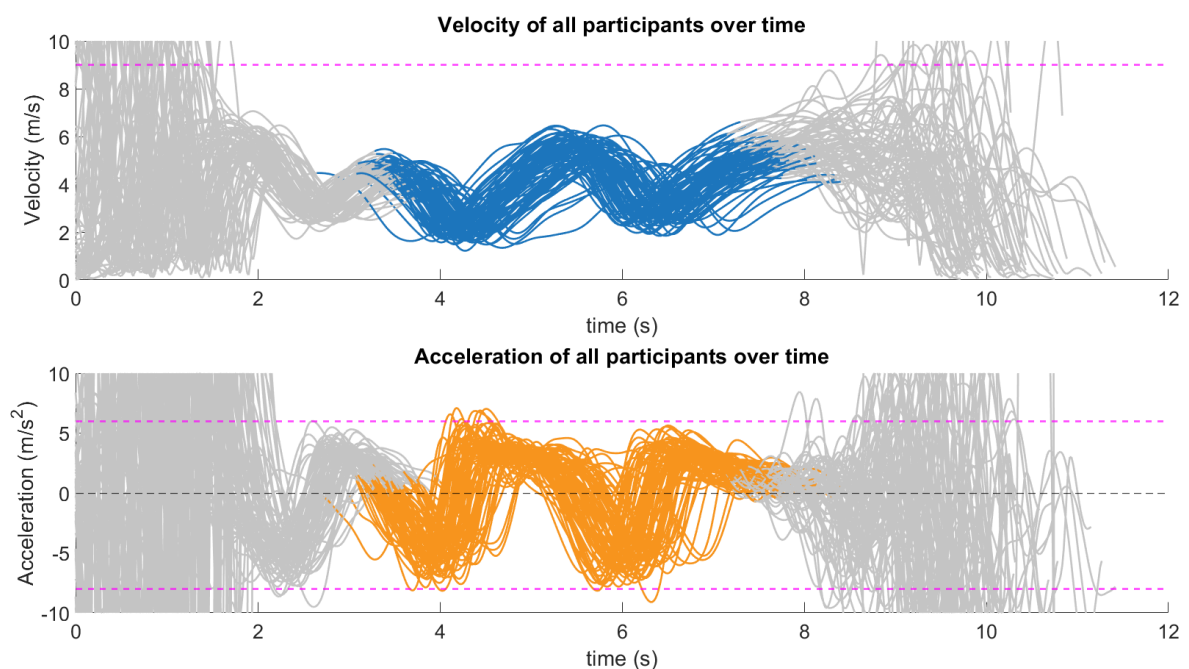 Velocity of all participants over time
10
8
6
4
2
0
Velocity (m/s)
0 2 4 6 8 10 12
time (s)
Acceleration of all participants over time
10
5
0
-5
-10
Acceleration (m/s²)
0 2 4 6 8 10 12
time (s)